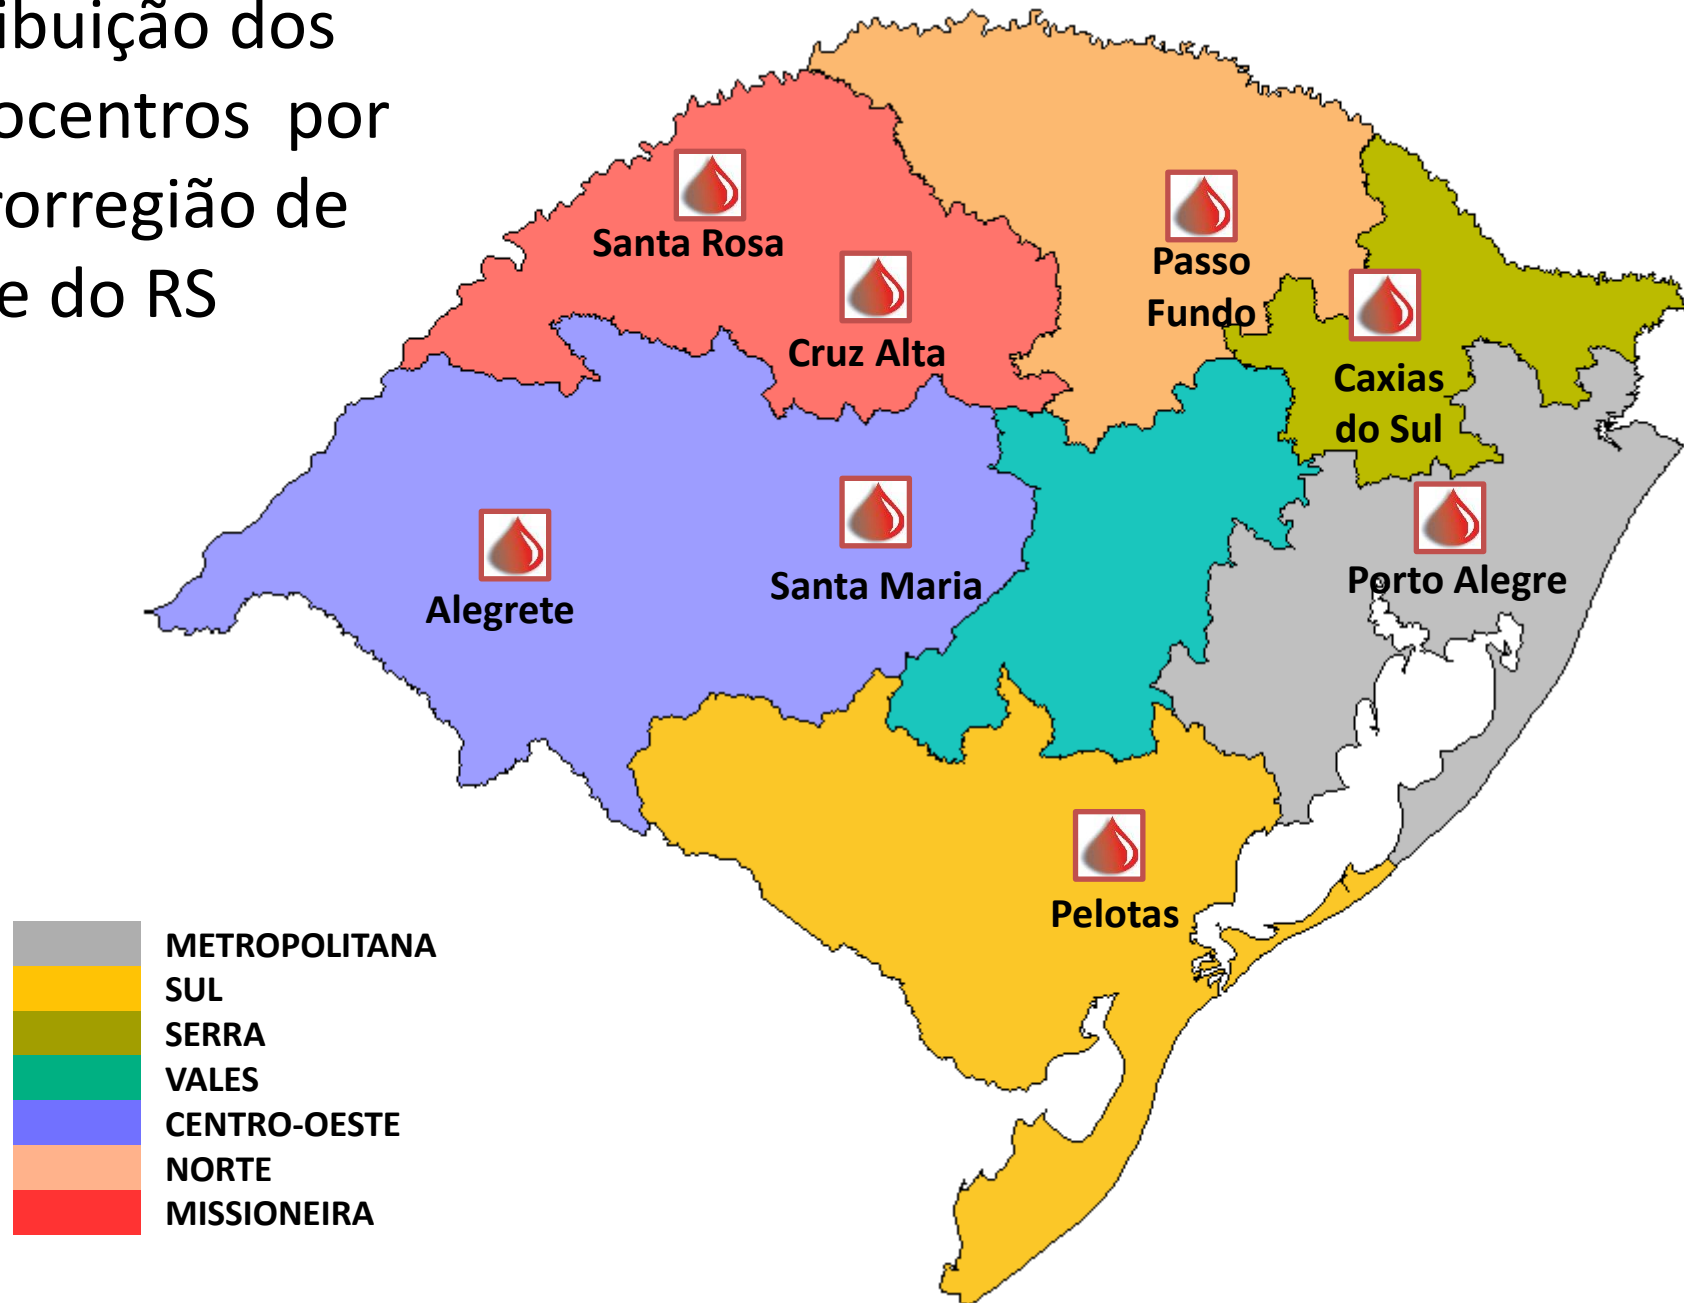 ibuição dos
ocentros por
rorregião de
e do RS
Santa Rosa
Cruz Alta
Passo
Fundo
Caxias
do Sul
Alegrete
Santa Maria
Porto Alegre
Pelotas
METROPOLITANA
SUL
SERRA
VALES
CENTRO-OESTE
NORTE
MISSIONEIRA